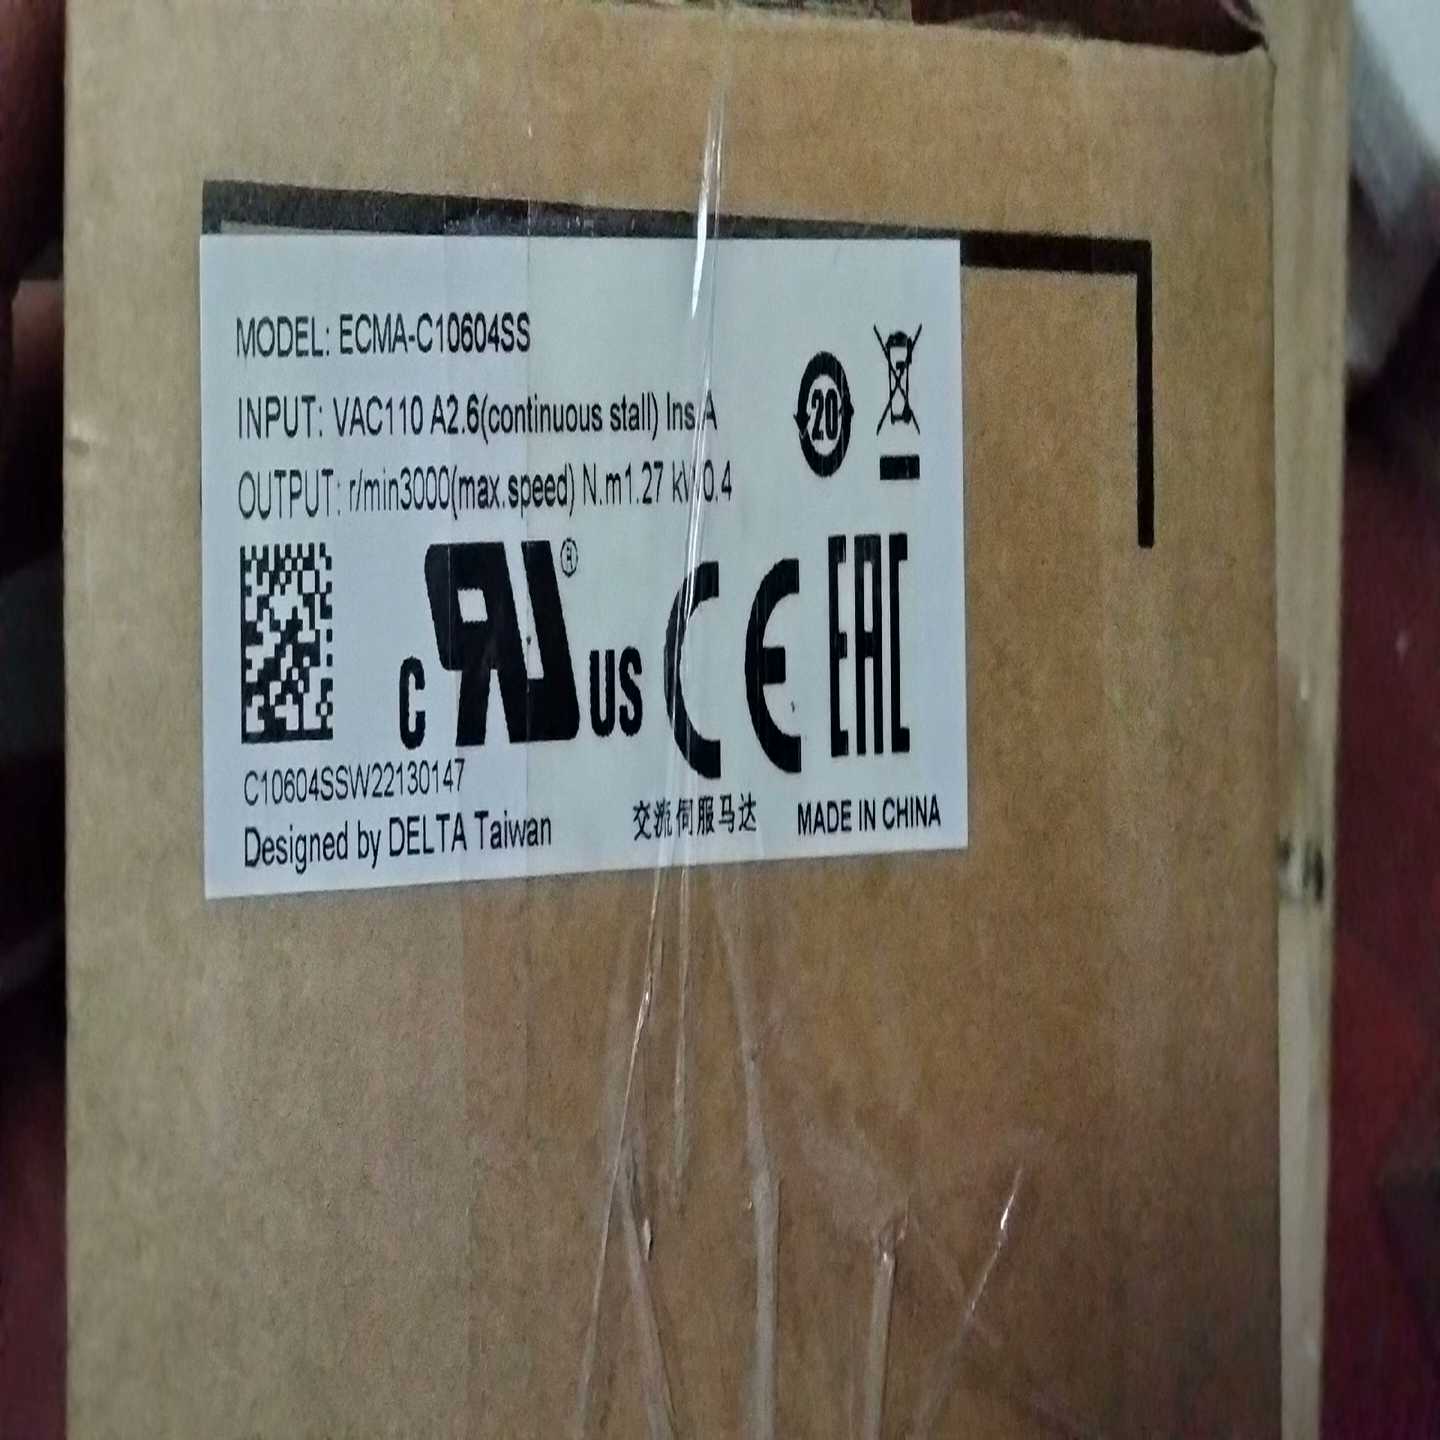 MODEL: ECMA-C10604SS
INPUT: VAC110 A2.6(continuous stall) Ins.A
OUTPUT: r/min3000(max.speed) N.m1.27 kW0.4
20
c RU ® US CE EAC
C10604SSW22130147
Designed by DELTA Taiwan
交流伺服马达
MADE IN CHINA